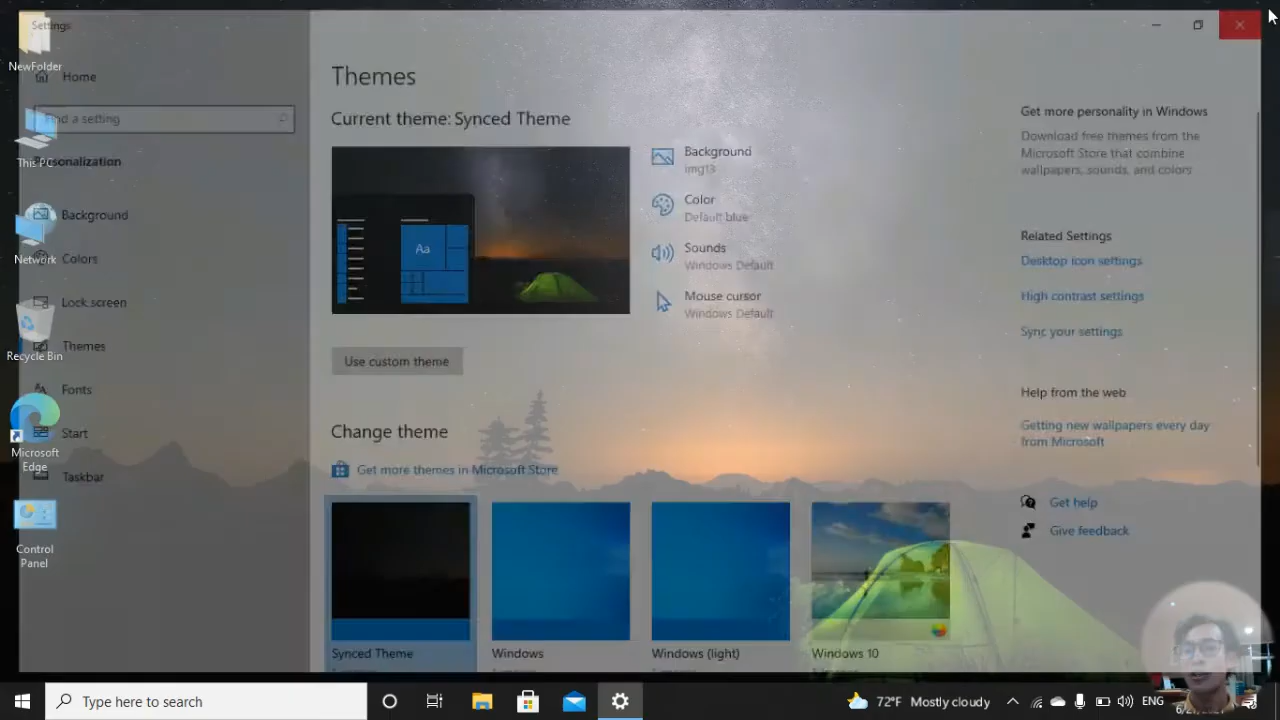 Settings
NewFolder
Home
Find a setting
This PC
Personalization
Background
Network
Colors
Lock screen
Recycle Bin
Themes
Fonts
Start
Microsoft
Edge
Taskbar
Control
Panel
Themes
Current theme: Synced Theme
Aa
Background
img13
Color
Default blue
Sounds
Windows Default
Mouse cursor
Windows Default
Use custom theme
Change theme
Get more themes in Microsoft Store
Synced Theme
Windows
Windows (light)
Windows 10
Get more personality in Windows
Download free themes from the
Microsoft Store that combine
wallpapers, sounds, and colors
Related Settings
Desktop icon settings
High contrast settings
Sync your settings
Help from the web
Getting new wallpapers every day
from Microsoft
Get help
Give feedback
Type here to search
72°F Mostly cloudy
ENG